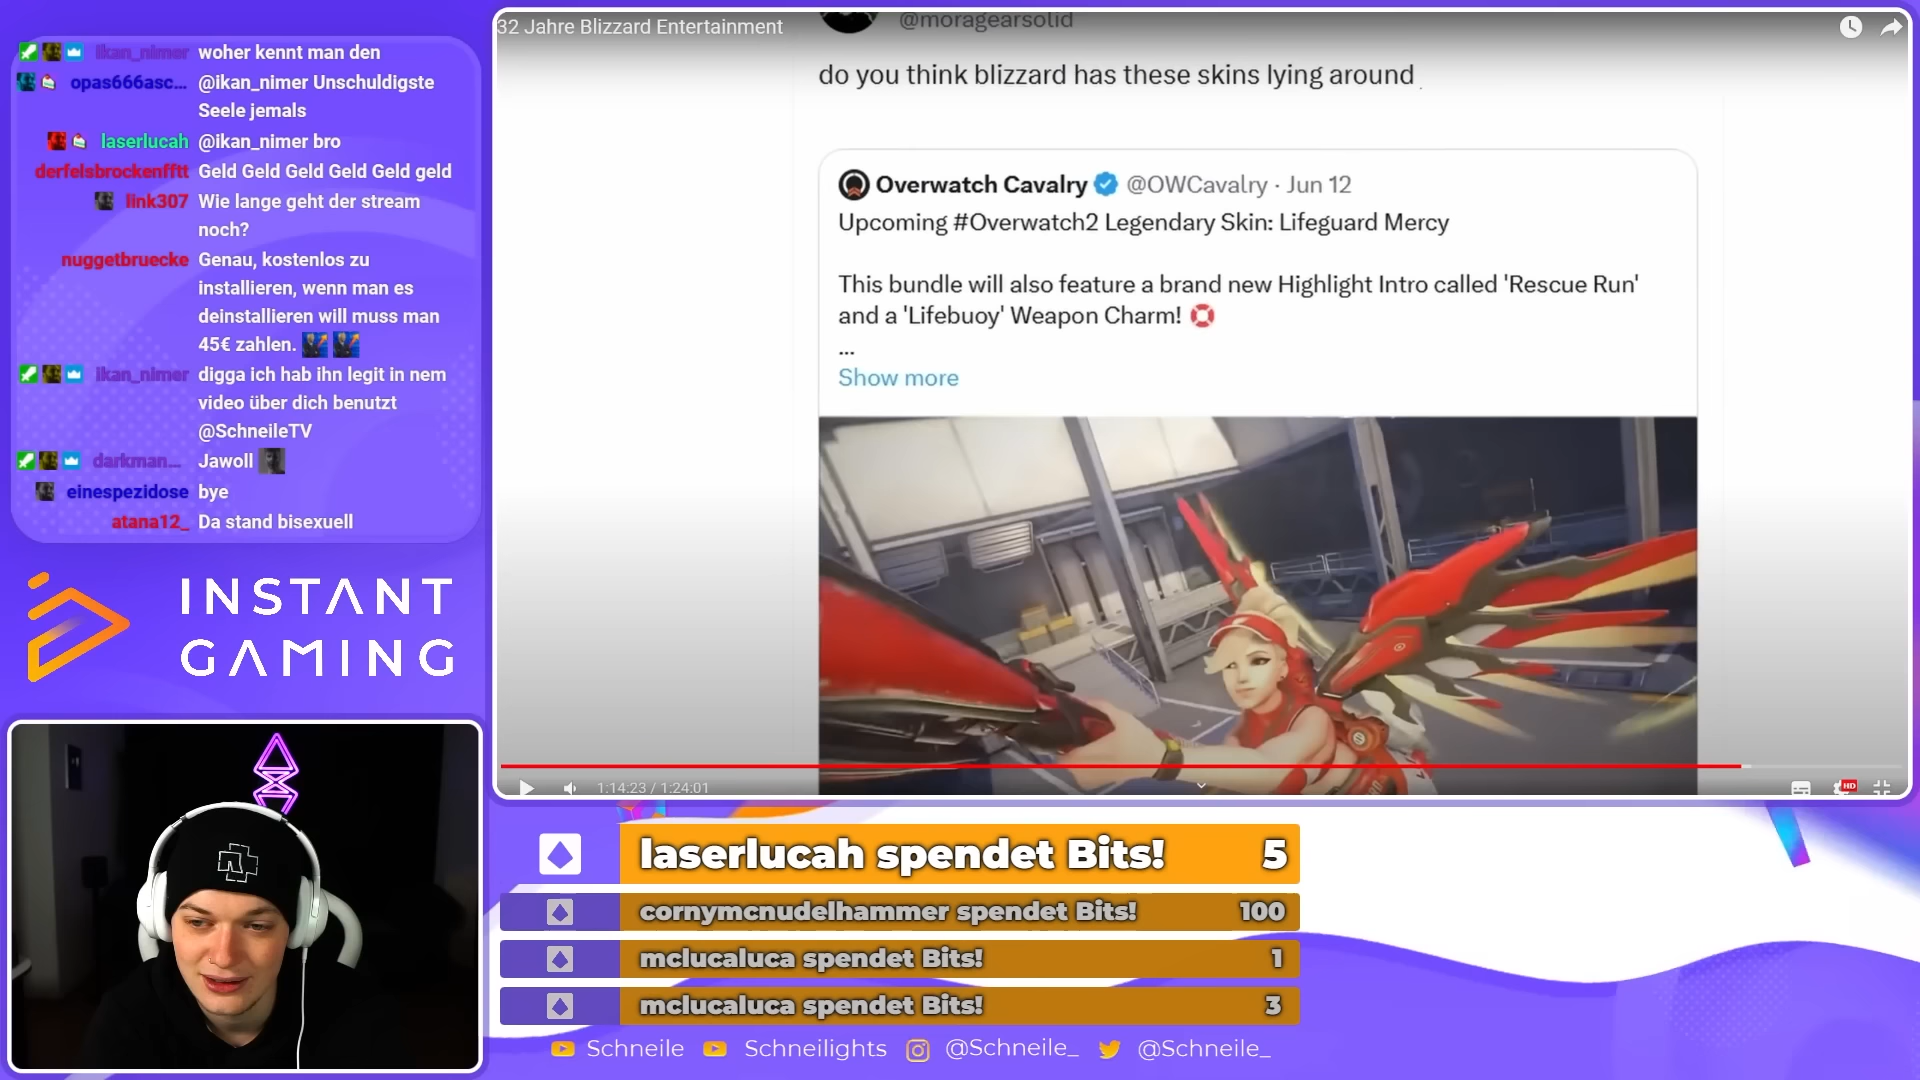 ikan_nimer woher kennt man den
opas666asc... @ikan_nimer Unschuldigste
Seele jemals
laserlucah @ikan_nimer bro
derfelsbrockenfftt Geld Geld Geld Geld Geld geld
link307 Wie lange geht der stream
noch?
nuggetbruecke Genau, kostenlos zu
installieren, wenn man es
deinstallieren will muss man
45€ zahlen.
ikan_nimer digga ich hab ihn legit in nem
video über dich benutzt
@SchneileTV
darkman... Jawoll
einespezidose bye
atana12_ Da stand bisexuell
INSTANT
GAMING
32 Jahre Blizzard Entertainment
@moragearsolid
do you think blizzard has these skins lying around
Overwatch Cavalry @OWCavalry · Jun 12
Upcoming #Overwatch2 Legendary Skin: Lifeguard Mercy
This bundle will also feature a brand new Highlight Intro called 'Rescue Run'
and a 'Lifebuoy' Weapon Charm!
...
Show more
1:14:23 / 1:24:01
HD
laserlucah spendet Bits! 5
cornymcnudelhammer spendet Bits! 100
mclucaluca spendet Bits! 1
mclucaluca spendet Bits! 3
Schneile Schneilights @Schneile_ @Schneile_